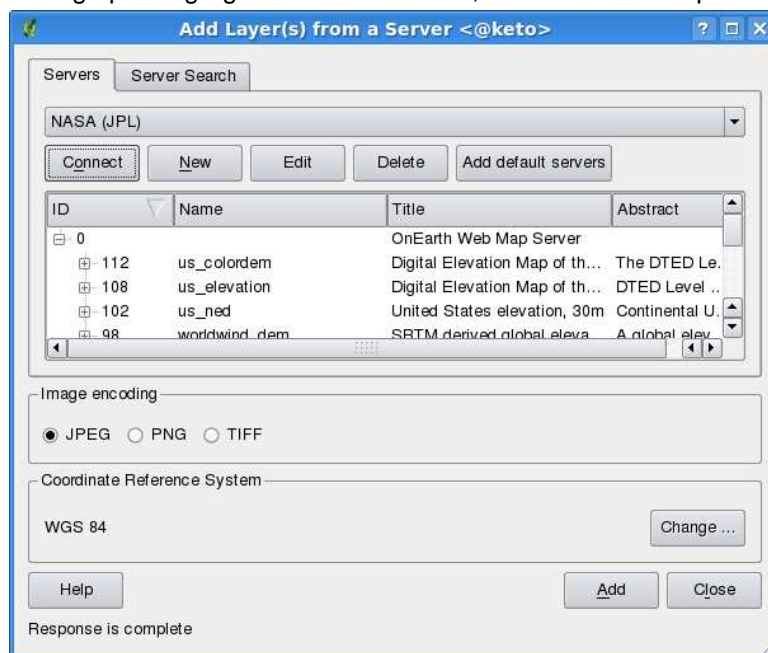 Add Layer(s) from a Server <@keto>
Servers
Server Search
NASA (JPL)
Connect New Edit Delete Add default servers
ID Name Title Abstract
0 OnEarth Web Map Server
112 us_colordem Digital Elevation Map of th... The DTED Le.
108 us_elevation Digital Elevation Map of th... DTED Level ..
102 us_ned United States elevation, 30m Continental U.
98 worldwind_dem SRTM derived global eleva A global elev
Image encoding
JPEG PNG TIFF
Coordinate Reference System
WGS 84 Change ...
Help Add Close
Response is complete